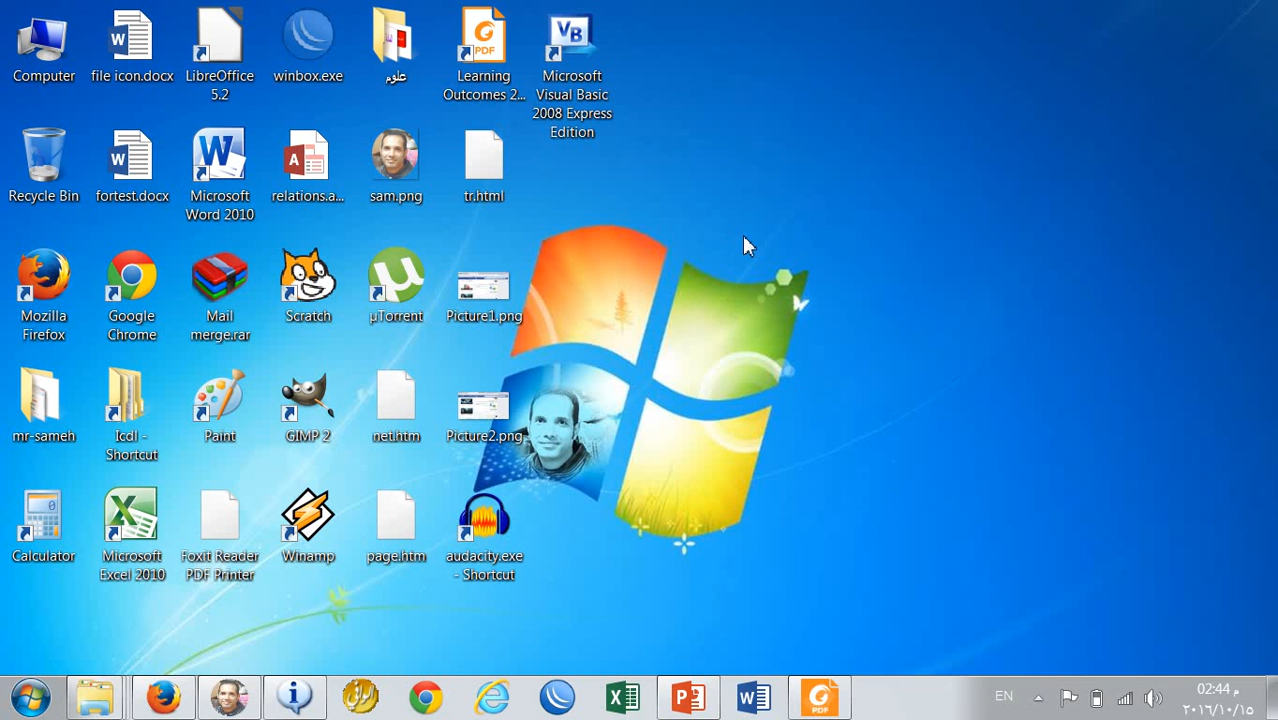 Computer
file icon.docx
LibreOffice
5.2
winbox.exe
علوم
PDF
Learning
Outcomes 2...
VB
Microsoft
Visual Basic
2008 Express
Edition
Recycle Bin
W
fortest.docx
W
Microsoft
Word 2010
A
relations.a...
sam.png
tr.html
Mozilla
Firefox
Google
Chrome
Mail
merge.rar
Scratch
µ
µTorrent
Picture1.png
mr-sameh
Icdl -
Shortcut
Paint
GIMP 2
net.htm
Picture2.png
0
Calculator
X
Microsoft
Excel 2010
Foxit Reader
PDF Printer
Winamp
page.htm
audacity.exe
- Shortcut
EN
02:44 م
٢٠١٦/١٠/١٥